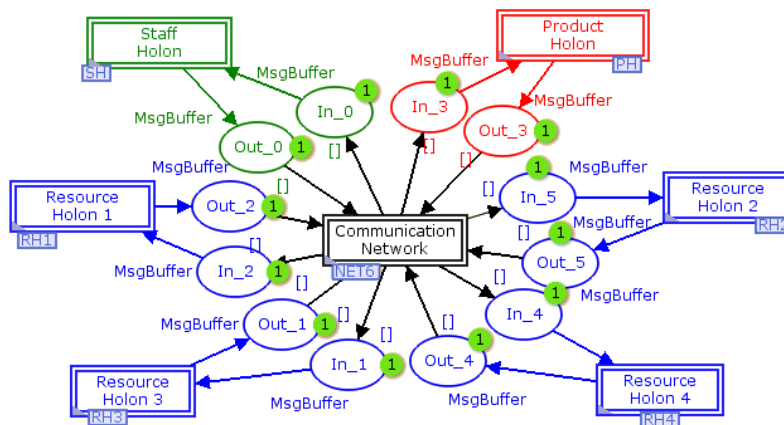 Staff
Holon
SH
Product
Holon
PH
MsgBuffer
1
[]
In_0
In_3
1
MsgBuffer
[]
MsgBuffer
Out_0
1
MsgBuffer
Out_3
1
[]
MsgBuffer
Resource
Holon 1
RH1
Out_2
1
[]
In_5
1
[]
MsgBuffer
Resource
Holon 2
RH2
Communication
Network
NET6
MsgBuffer
In_2
1
[]
Out_5
1
[]
MsgBuffer
MsgBuffer
Out_1
1
[]
[]
In_4
1
[]
MsgBuffer
Resource
Holon 3
RH3
In_1
1
[]
MsgBuffer
Out_4
1
[]
MsgBuffer
Resource
Holon 4
RH4